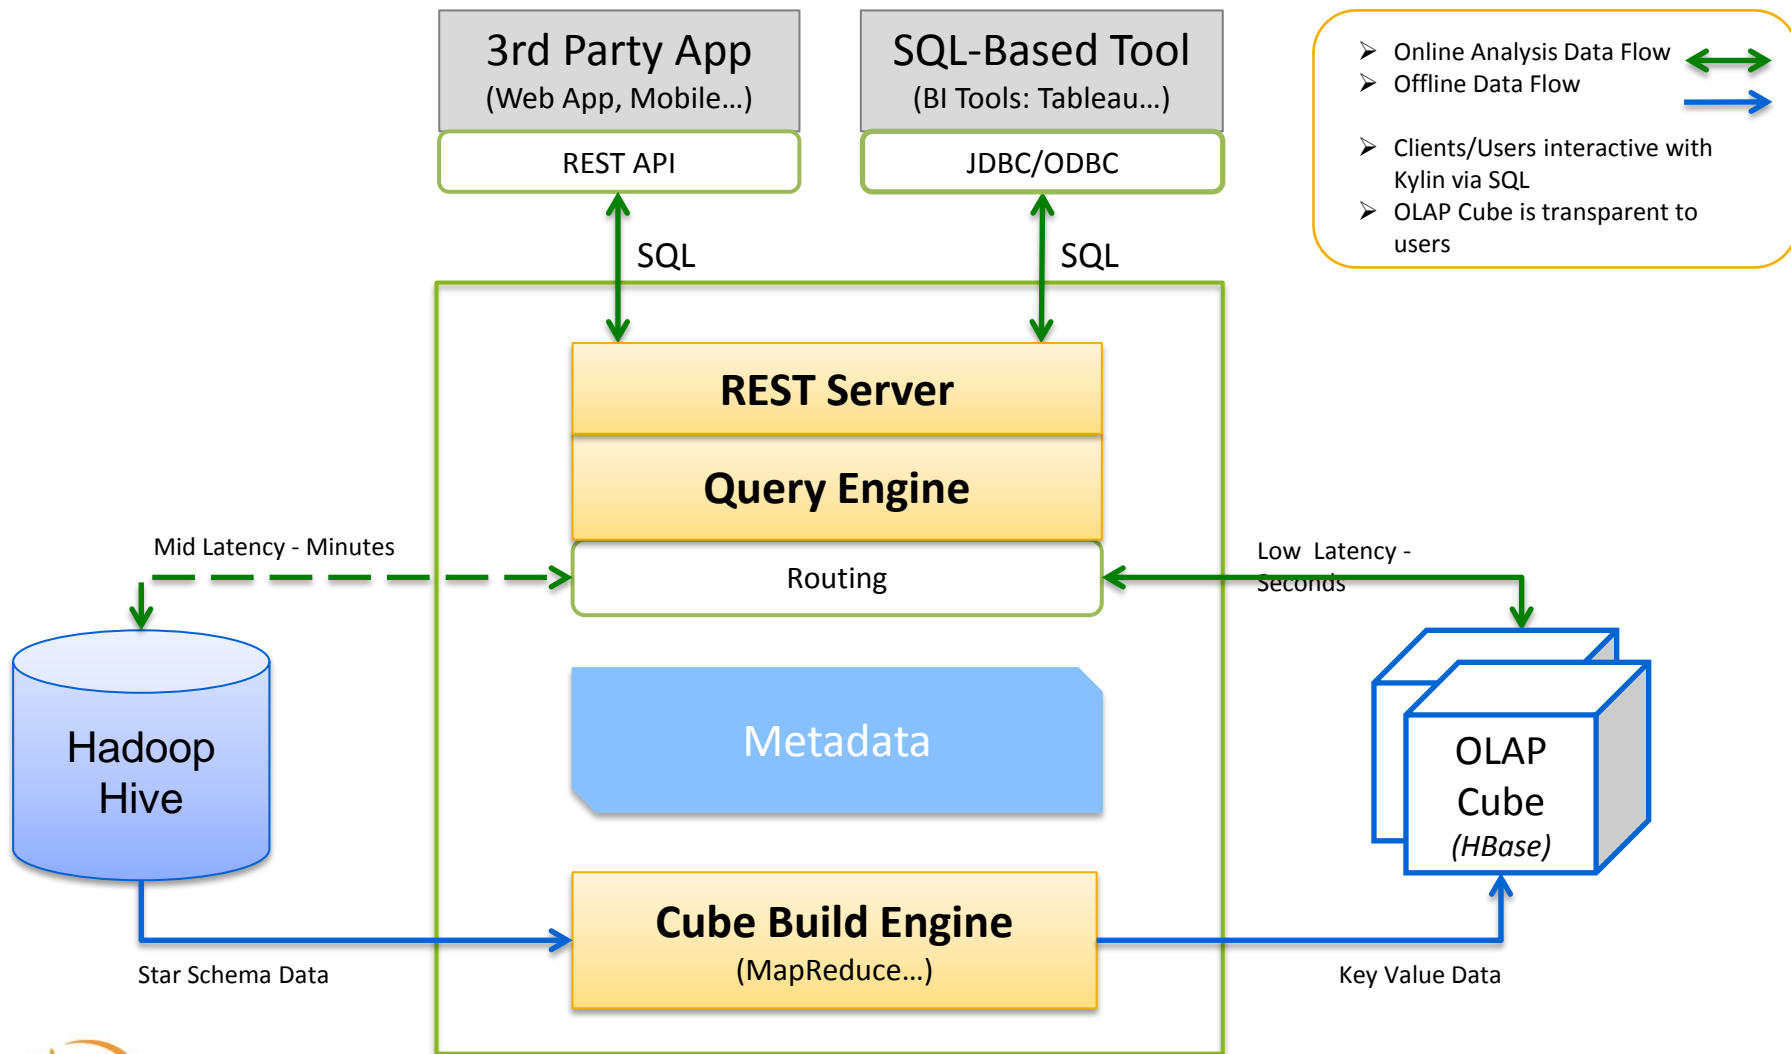 3rd Party App
(Web App, Mobile…)
REST API
SQL-Based Tool
(BI Tools: Tableau…)
JDBC/ODBC
➢ Online Analysis Data Flow
➢ Offline Data Flow
➢ Clients/Users interactive with
Kylin via SQL
➢ OLAP Cube is transparent to
users
SQL
SQL
REST Server
Query Engine
Routing
Mid Latency - Minutes
Low Latency -
Seconds
Hadoop
Hive
Metadata
OLAP
Cube
(HBase)
Cube Build Engine
(MapReduce…)
Star Schema Data
Key Value Data